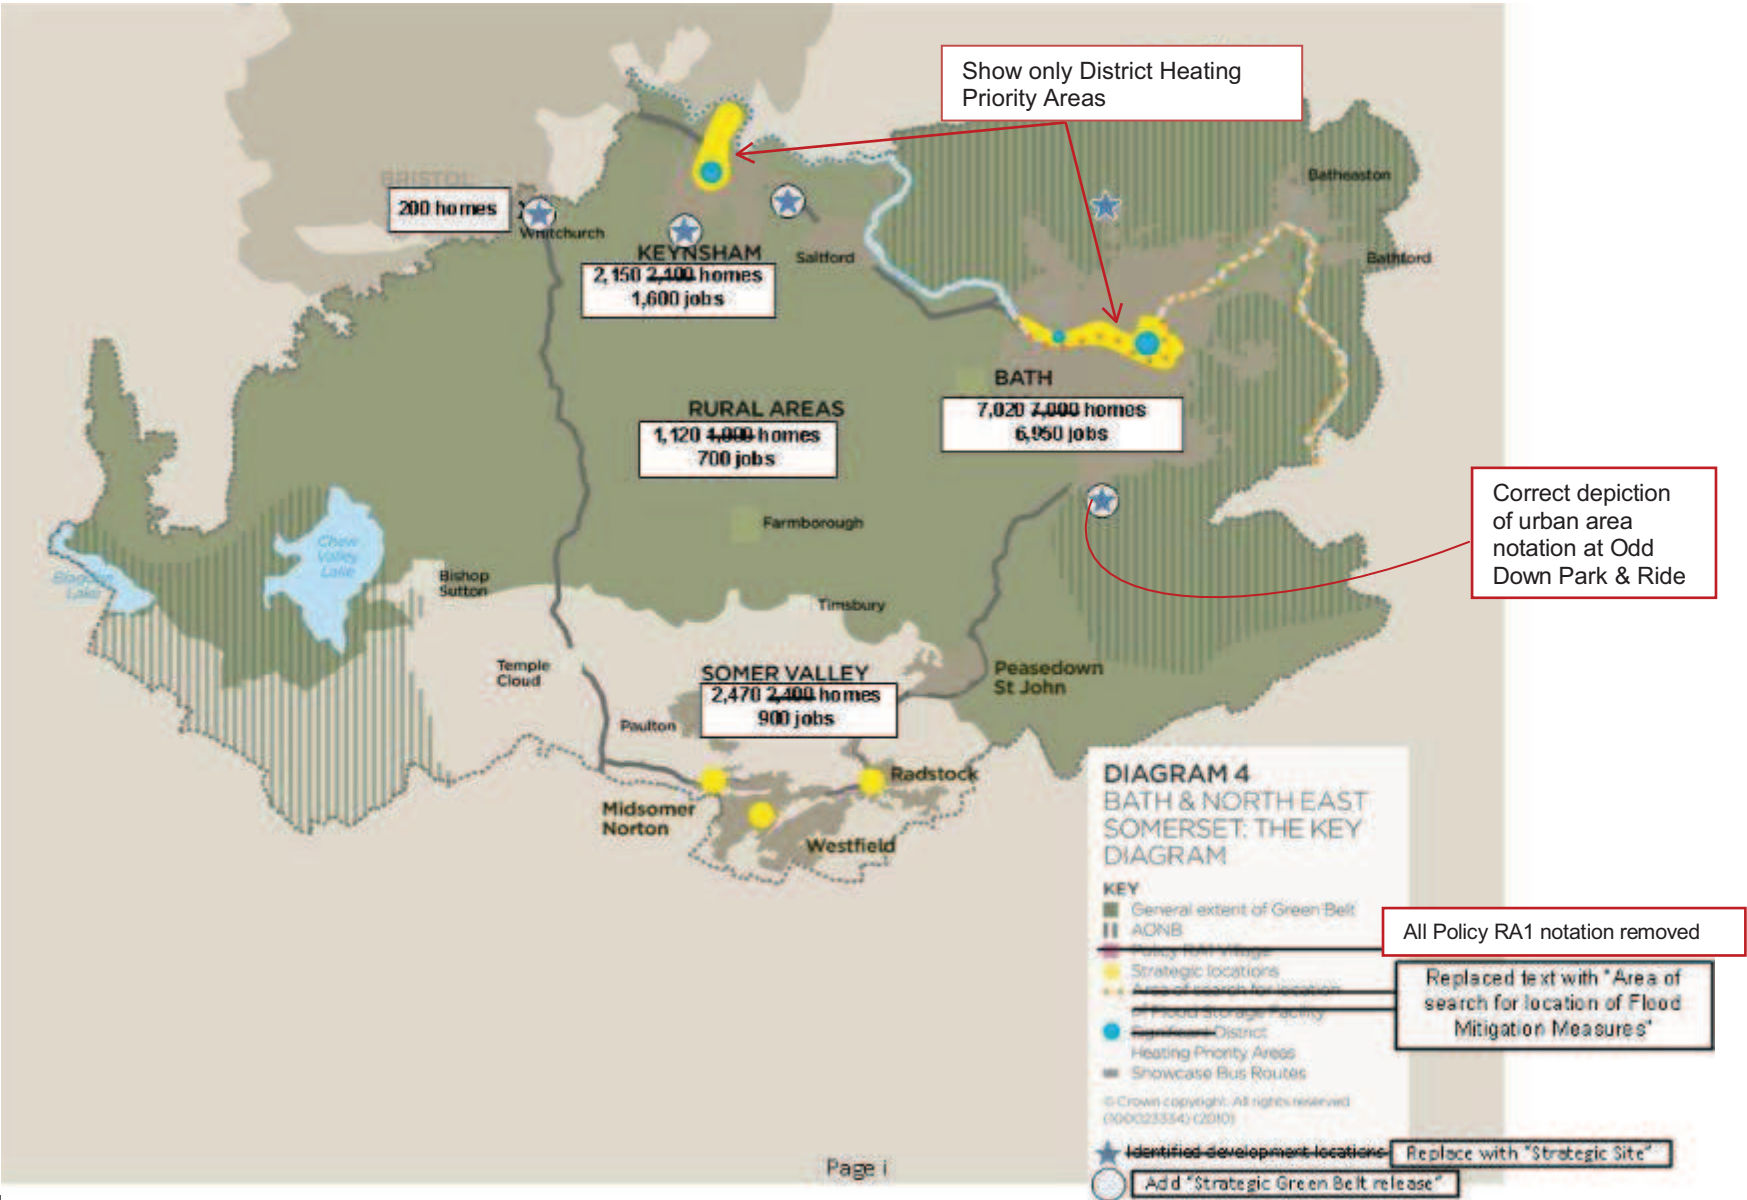 Show only District Heating
Priority Areas
BRISTOL
Batheaston
200 homes
Whitchurch
KEYNSHAM
2,150 2,100 homes
1,600 jobs
Saltford
Bathford
BATH
7,020 7,000 homes
6,950 jobs
RURAL AREAS
1,120 1,000 homes
700 jobs
Farmborough
Correct depiction
of urban area
notation at Odd
Down Park & Ride
Chew
Valley
Lake
Blagdon
Lake
Bishop
Sutton
Timsbury
Temple
Cloud
SOMER VALLEY
2,470 2,400 homes
900 jobs
Peasedown
St John
Paulton
Radstock
Midsomer
Norton
Westfield
DIAGRAM 4
BATH & NORTH EAST
SOMERSET: THE KEY
DIAGRAM
KEY
General extent of Green Belt
AONB
Policy RA1 Village
All Policy RA1 notation removed
Strategic locations
Area of search for location
of Flood Storage Facility
Replaced text with "Area of
search for location of Flood
Mitigation Measures"
Significant District
Heating Priority Areas
Showcase Bus Routes
© Crown copyright. All rights reserved
(100023334) (2010)
Identified development locations Replace with "Strategic Site"
Add "Strategic Green Belt release"
Page i